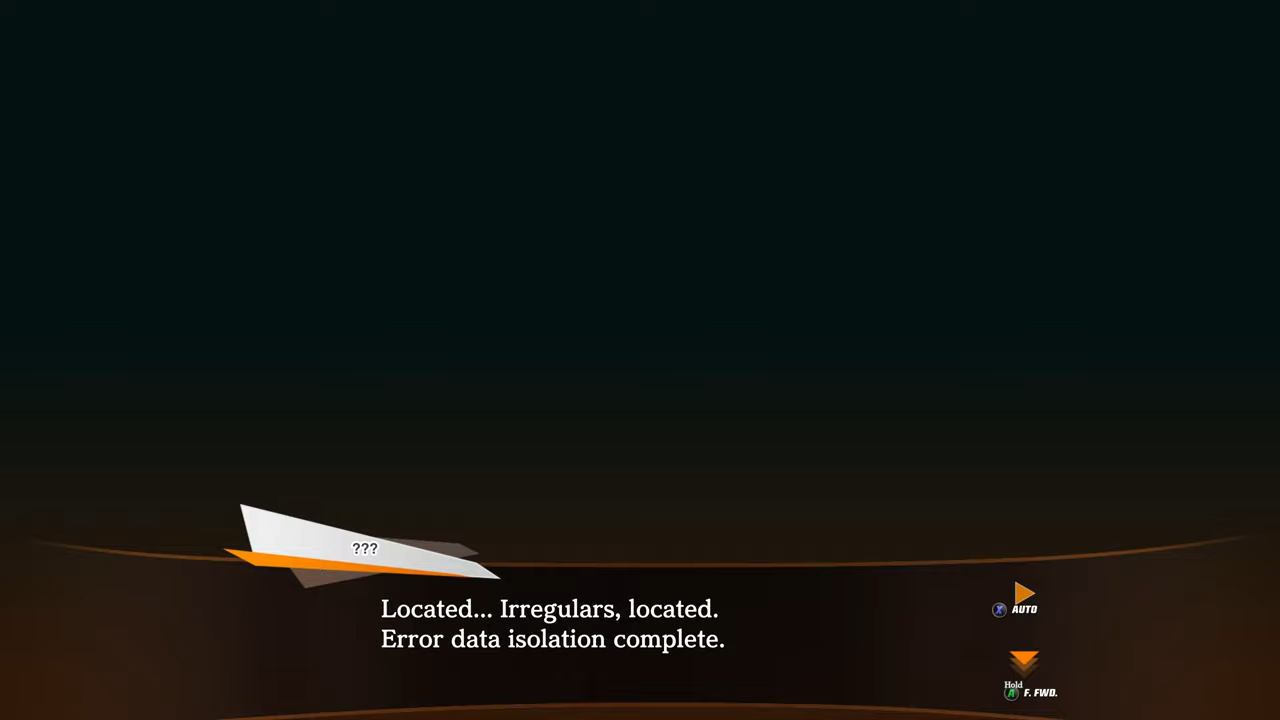 ???
Located... Irregulars, located.
Error data isolation complete.
X AUTO
Hold
A F. FWD.